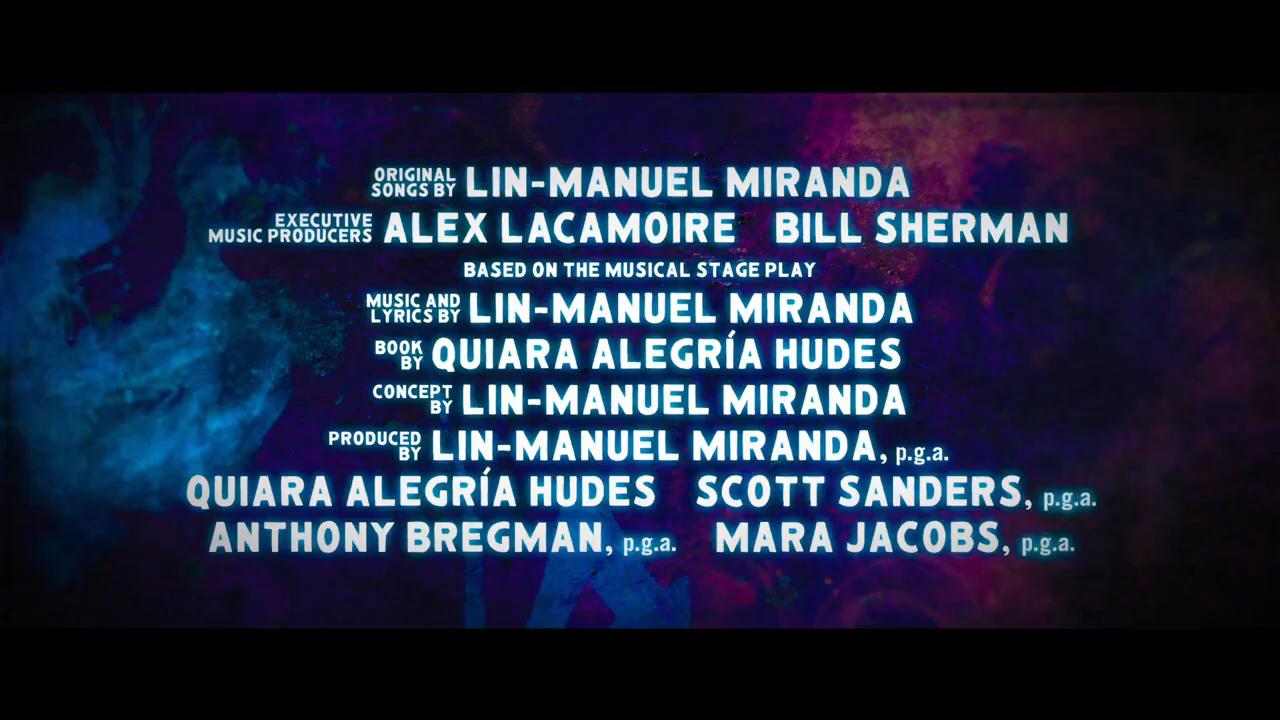 ORIGINAL SONGS BY LIN-MANUEL MIRANDA
EXECUTIVE MUSIC PRODUCERS ALEX LACAMOIRE BILL SHERMAN
BASED ON THE MUSICAL STAGE PLAY
MUSIC AND LYRICS BY LIN-MANUEL MIRANDA
BOOK BY QUIARA ALEGRÍA HUDES
CONCEPT BY LIN-MANUEL MIRANDA
PRODUCED BY LIN-MANUEL MIRANDA, p.g.a.
QUIARA ALEGRÍA HUDES SCOTT SANDERS, p.g.a.
ANTHONY BREGMAN, p.g.a. MARA JACOBS, p.g.a.